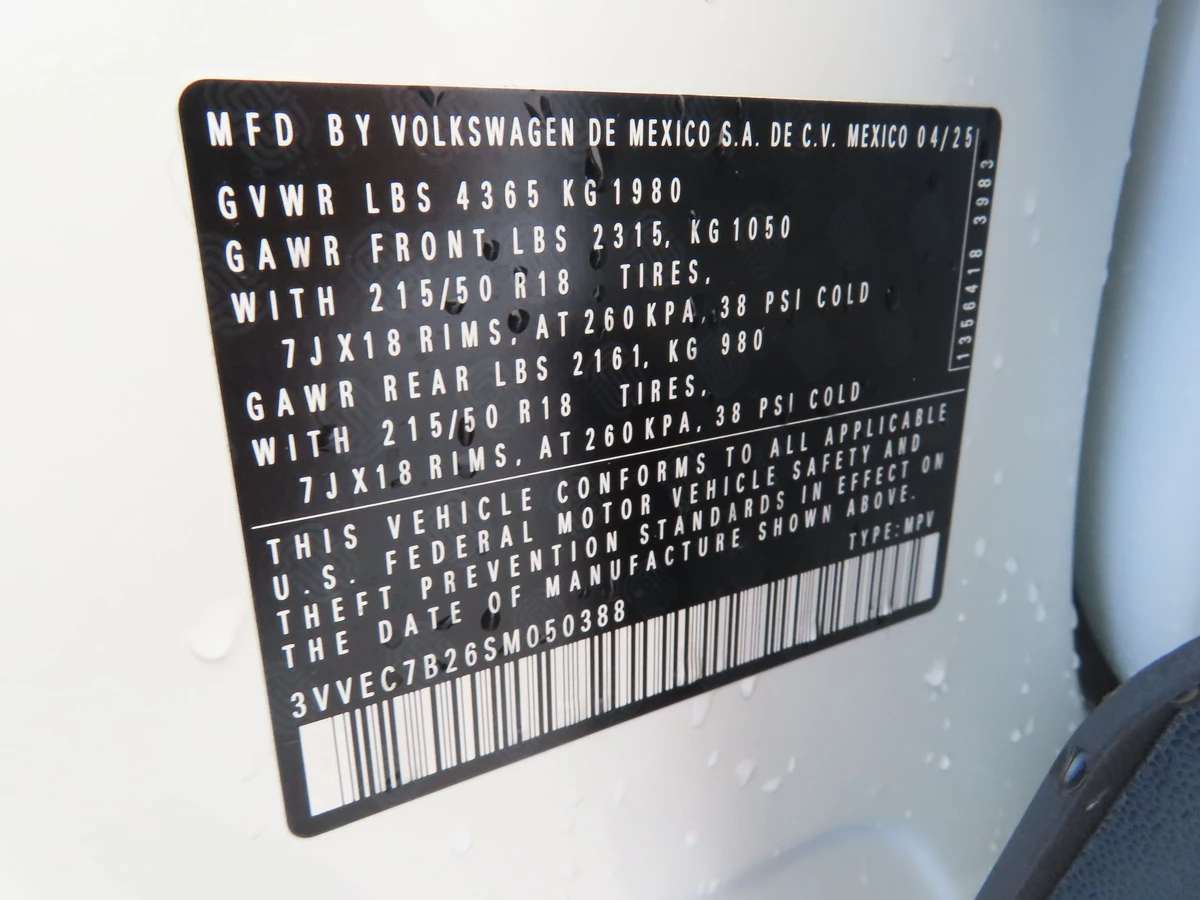 MFD BY VOLKSWAGEN DE MEXICO S.A. DE C.V. MEXICO 04/25
GVWR LBS 4365 KG 1980
GAWR FRONT LBS 2315, KG 1050
WITH 215/50 R18 TIRES,
7JX18 RIMS, AT 260 KPA, 38 PSI COLD
GAWR REAR LBS 2161, KG 980
WITH 215/50 R18 TIRES,
7JX18 RIMS, AT 260 KPA, 38 PSI COLD
1356418 3983
THIS VEHICLE CONFORMS TO ALL APPLICABLE
U.S. FEDERAL MOTOR VEHICLE SAFETY AND
THEFT PREVENTION STANDARDS IN EFFECT ON
THE DATE OF MANUFACTURE SHOWN ABOVE.
TYPE: MPV
3VVEC7B26SM050388